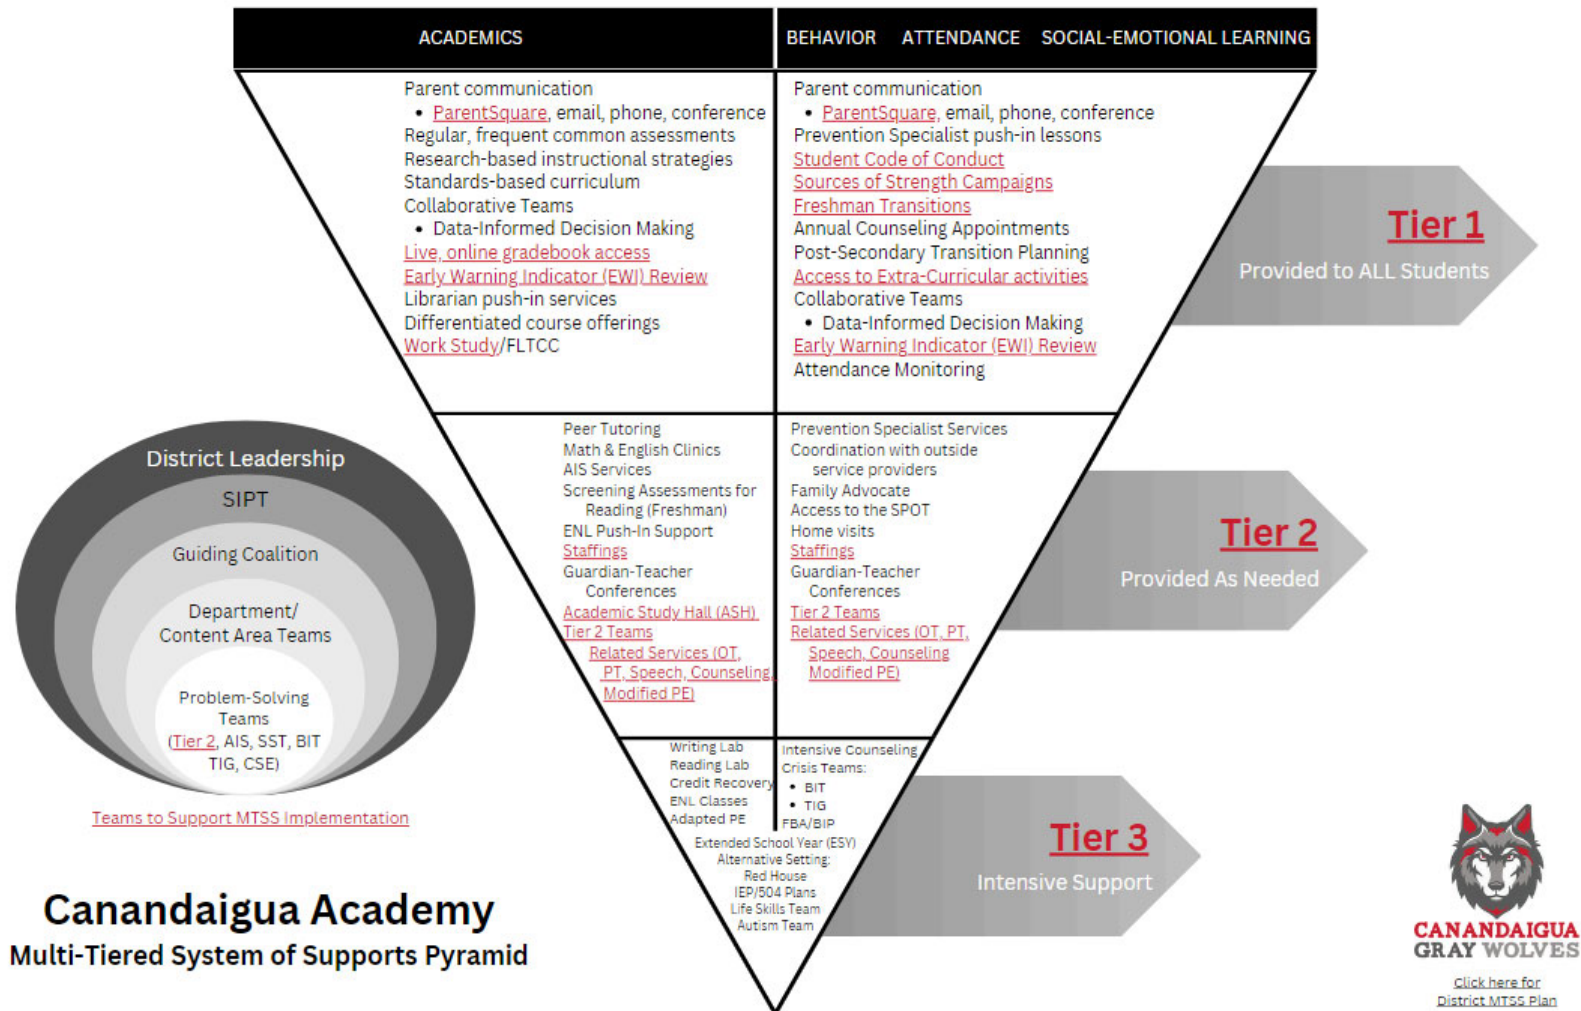 ACADEMICS
BEHAVIOR ATTENDANCE SOCIAL-EMOTIONAL LEARNING
Parent communication
• ParentSquare, email, phone, conference
Regular, frequent common assessments
Research-based instructional strategies
Standards-based curriculum
Collaborative Teams
• Data-Informed Decision Making
Live, online gradebook access
Early Warning Indicator (EWI) Review
Librarian push-in services
Differentiated course offerings
Work Study/FLTCC
Parent communication
• ParentSquare, email, phone, conference
Prevention Specialist push-in lessons
Student Code of Conduct
Sources of Strength Campaigns
Freshman Transitions
Annual Counseling Appointments
Post-Secondary Transition Planning
Access to Extra-Curricular activities
Collaborative Teams
• Data-Informed Decision Making
Early Warning Indicator (EWI) Review
Attendance Monitoring
Tier 1
Provided to ALL Students
Peer Tutoring
Math & English Clinics
AIS Services
Screening Assessments for
Reading (Freshman)
ENL Push-In Support
Staffings
Guardian-Teacher
Conferences
Academic Study Hall (ASH)
Tier 2 Teams
Related Services (OT,
PT, Speech, Counseling,
Modified PE)
Prevention Specialist Services
Coordination with outside
service providers
Family Advocate
Access to the SPOT
Home visits
Staffings
Guardian-Teacher
Conferences
Tier 2 Teams
Related Services (OT, PT,
Speech, Counseling
Modified PE)
Tier 2
Provided As Needed
Writing Lab
Reading Lab
Credit Recovery
ENL Classes
Adapted PE
Intensive Counseling
Crisis Teams:
• BIT
• TIG
FBA/BIP
Extended School Year (ESY)
Alternative Setting:
Red House
IEP/504 Plans
Life Skills Team
Autism Team
Tier 3
Intensive Support
District Leadership
SIPT
Guiding Coalition
Department/
Content Area Teams
Problem-Solving
Teams
(Tier 2, AIS, SST, BIT
TIG, CSE)
Teams to Support MTSS Implementation
Canandaigua Academy
Multi-Tiered System of Supports Pyramid
CANANDAIGUA
GRAY WOLVES
Click here for
District MTSS Plan